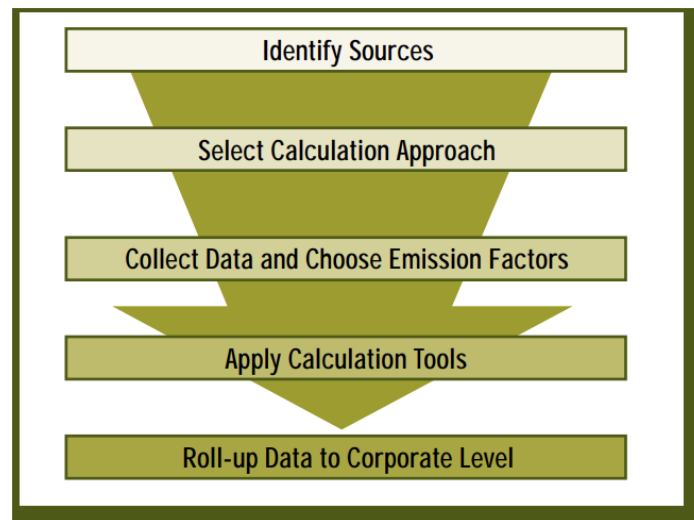 Identify Sources
Select Calculation Approach
Collect Data and Choose Emission Factors
Apply Calculation Tools
Roll-up Data to Corporate Level